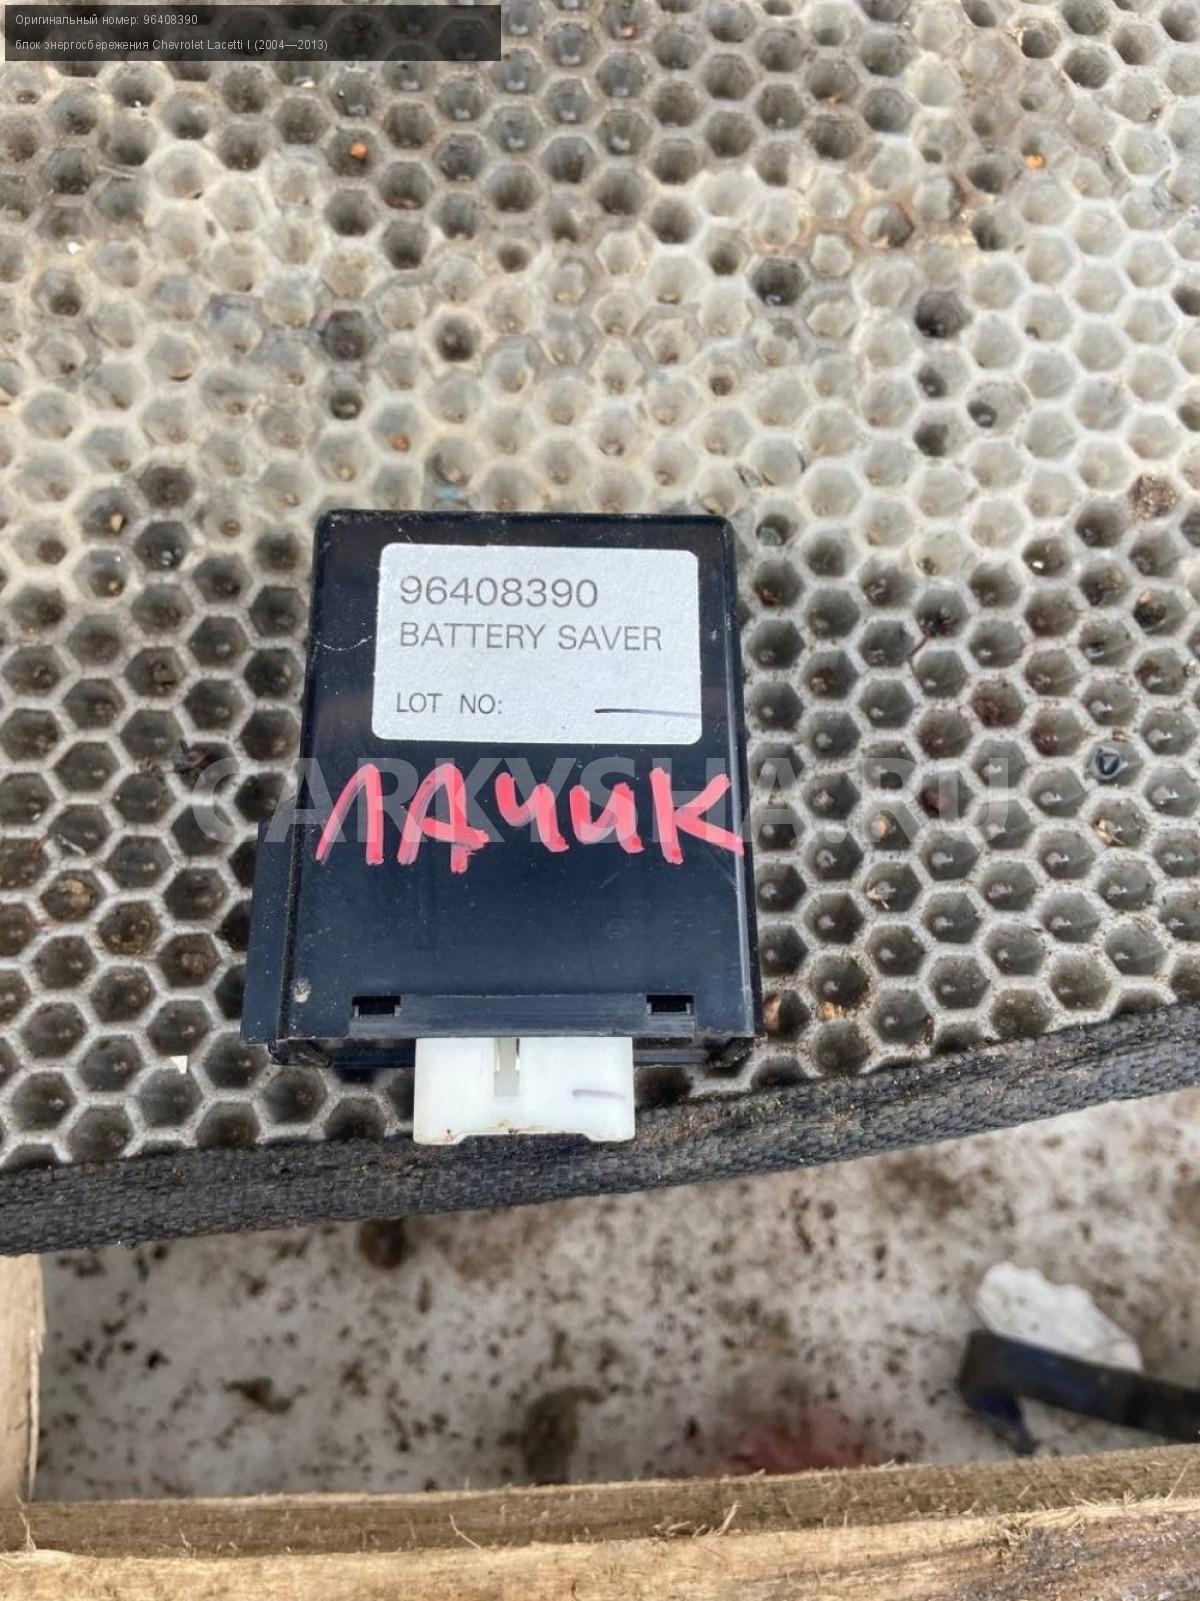 Оригинальный номер: 96408390
блок энергосбережения Chevrolet Lacetti I (2004—2013)
96408390
BATTERY SAVER
LOT NO:
CARKYSHA.RU
ЛАЧИК